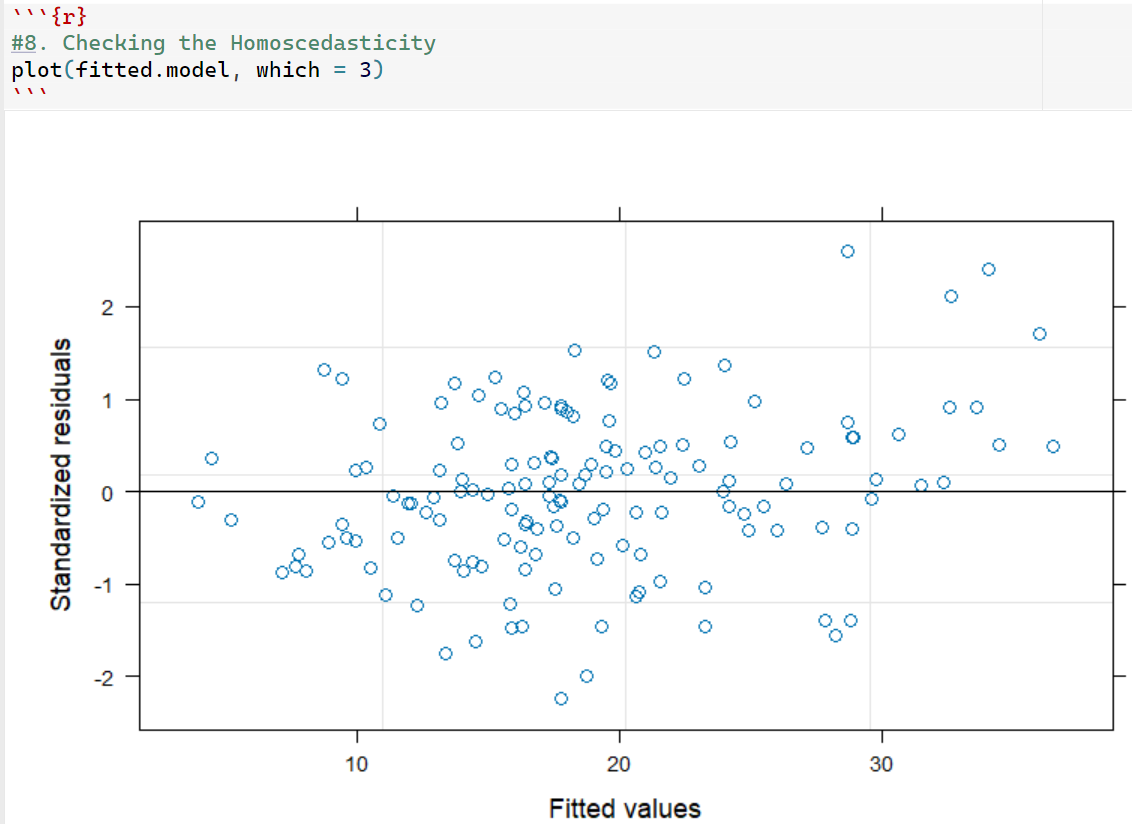 ```{r}
#8. Checking the Homoscedasticity
plot(fitted.model, which = 3)
```
Standardized residuals
2
1
0
-1
-2
10 20 30
Fitted values